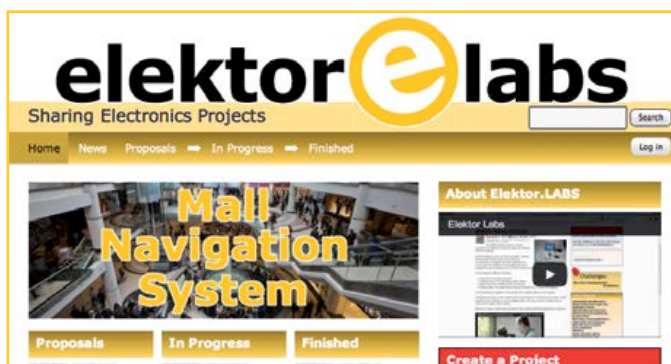 elektor e labs
Sharing Electronics Projects
Search
Home News Proposals ➡ In Progress ➡ Finished
Log in
Mall
Navigation
System
About Elektor.LABS
Elektor Labs
Challenges
Proposals In Progress Finished
Create a Project